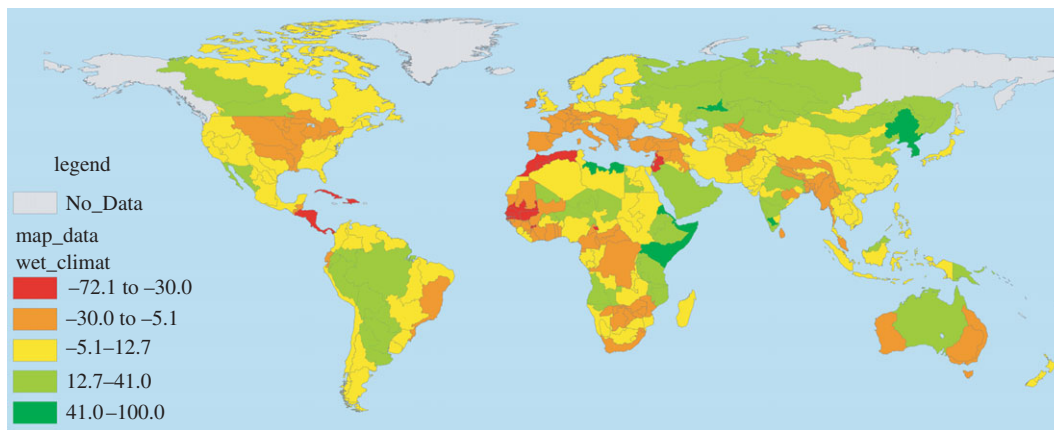 legend
No_Data
map_data
wet_climat
−72.1 to −30.0
−30.0 to −5.1
−5.1–12.7
12.7–41.0
41.0–100.0